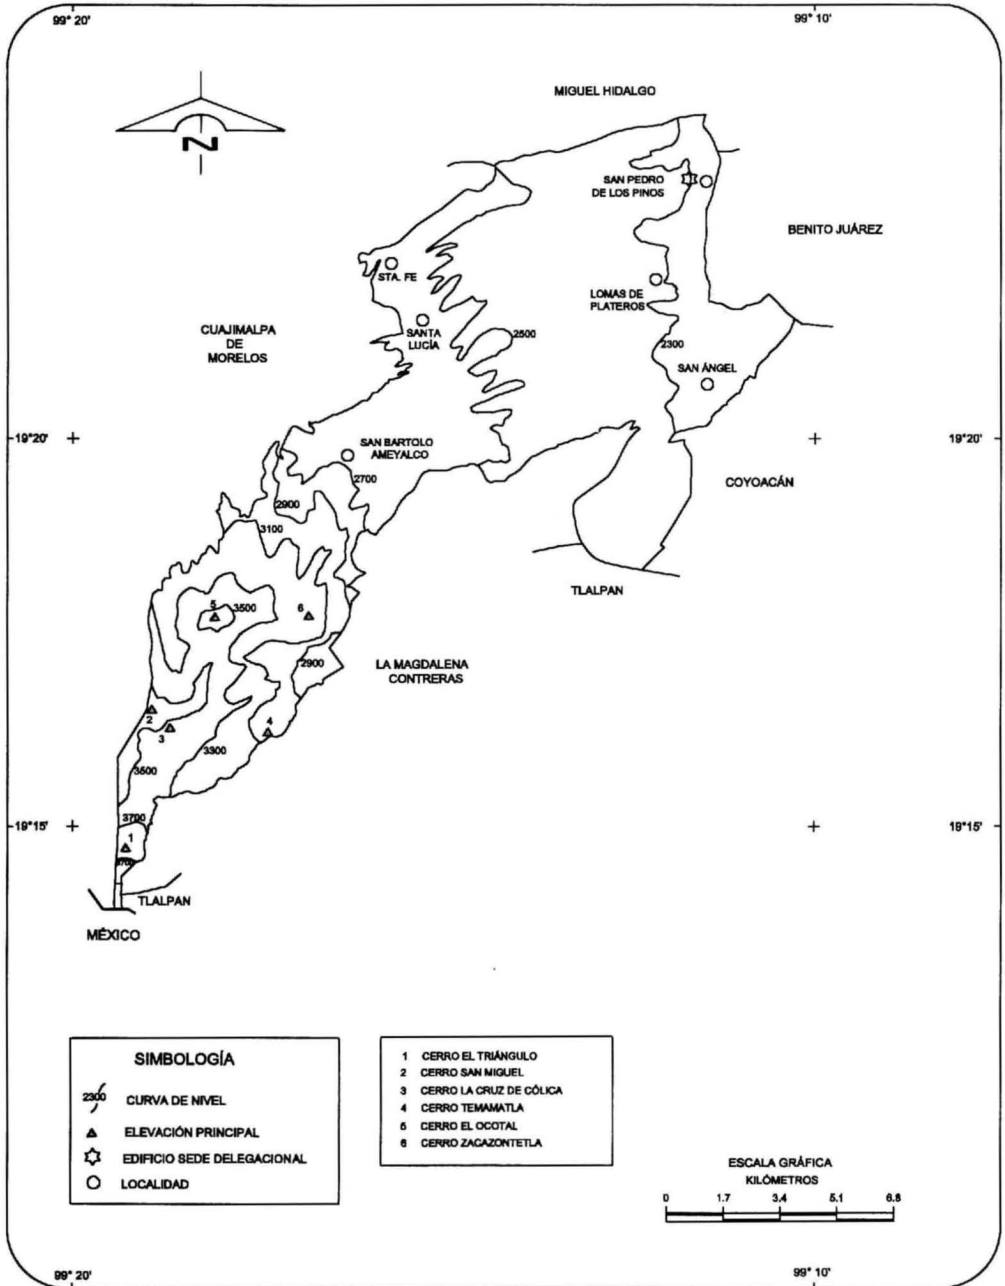 99° 20'
99° 10'
MIGUEL HIDALGO
N
SAN PEDRO
DE LOS PINOS
BENITO JUÁREZ
STA. FE
LOMAS DE
PLATEROS
CUAJIMALPA
DE
MORELOS
SANTA
LUCÍA
2500
2300
SAN ÁNGEL
19°20'
19°20'
SAN BARTOLO
AMEYALCO
2700
COYOACÁN
2900
3100
TLALPAN
5
3500
6
2900
LA MAGDALENA
CONTRERAS
2
3
4
3300
3500
3700
19°15'
19°15'
1
3700
TLALPAN
MÉXICO
SIMBOLOGÍA
2300
CURVA DE NIVEL
ELEVACIÓN PRINCIPAL
EDIFICIO SEDE DELEGACIONAL
LOCALIDAD
1 CERRO EL TRIÁNGULO
2 CERRO SAN MIGUEL
3 CERRO LA CRUZ DE CÓLICA
4 CERRO TEMAMATLA
5 CERRO EL OCOTAL
6 CERRO ZACAZONTETLA
ESCALA GRÁFICA
KILÓMETROS
0 1.7 3.4 5.1 6.8
99° 20'
99° 10'